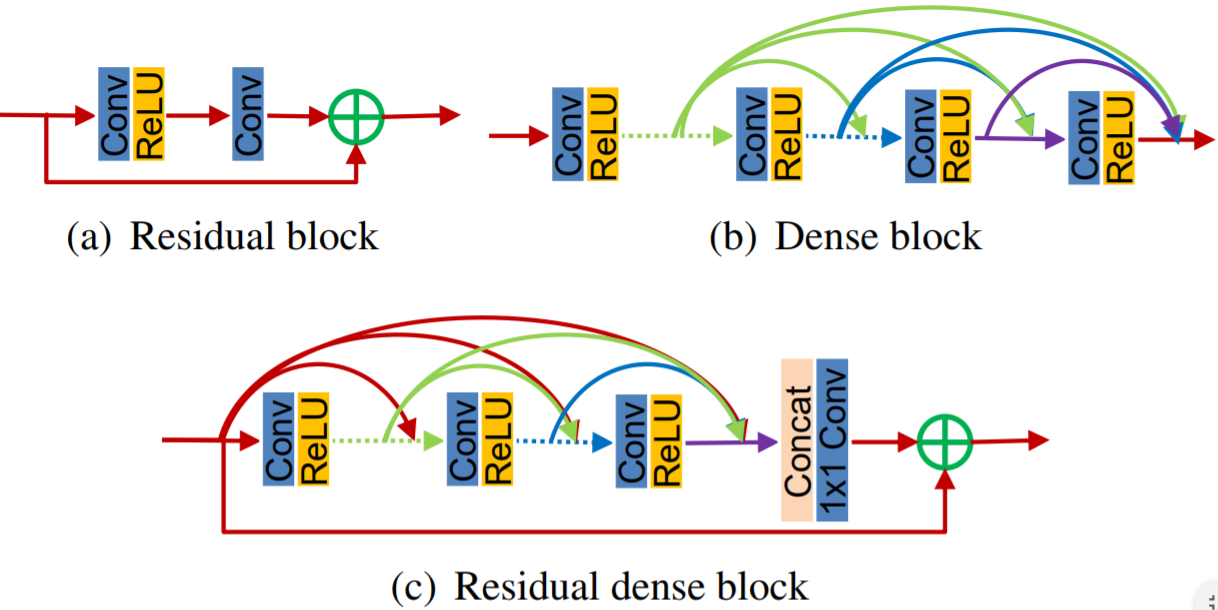 Conv
ReLU
Conv
(a) Residual block
Conv
ReLU
Conv
ReLU
Conv
ReLU
Conv
ReLU
(b) Dense block
Conv
ReLU
Conv
ReLU
Conv
ReLU
Concat
1x1 Conv
(c) Residual dense block